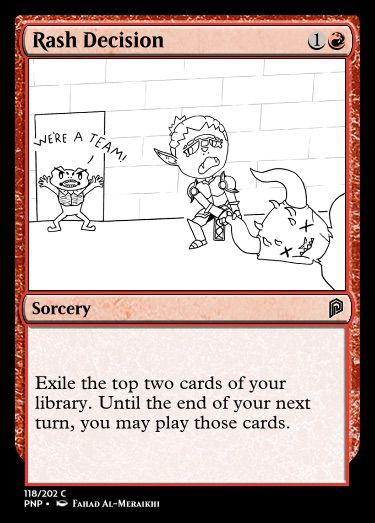 Rash Decision 1
WE'RE A TEAM!
Sorcery
Exile the top two cards of your
library. Until the end of your next
turn, you may play those cards.
118/202 C
PNP • Fahad Al-Meraikhi